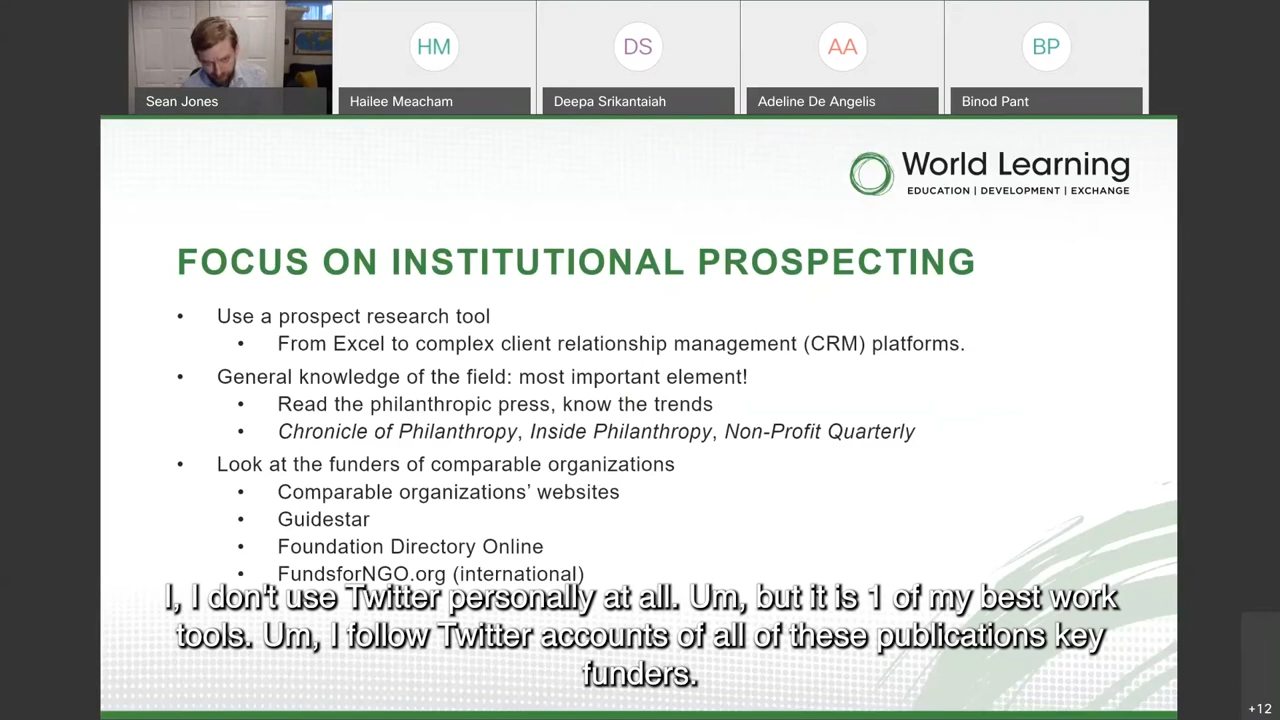 HM
DS
AA
BP
Sean Jones
Hailee Meacham
Deepa Srikantaiah
Adeline De Angelis
Binod Pant
World Learning
EDUCATION | DEVELOPMENT | EXCHANGE
FOCUS ON INSTITUTIONAL PROSPECTING
• Use a prospect research tool
• From Excel to complex client relationship management (CRM) platforms.
• General knowledge of the field: most important element!
• Read the philanthropic press, know the trends
• Chronicle of Philanthropy, Inside Philanthropy, Non-Profit Quarterly
• Look at the funders of comparable organizations
• Comparable organizations' websites
• Guidestar
• Foundation Directory Online
• FundsforNGO.org (international)
I, I don't use Twitter personally at all. Um, but it is 1 of my best work
tools. Um, I follow Twitter accounts of all of these publications key
funders.
+12